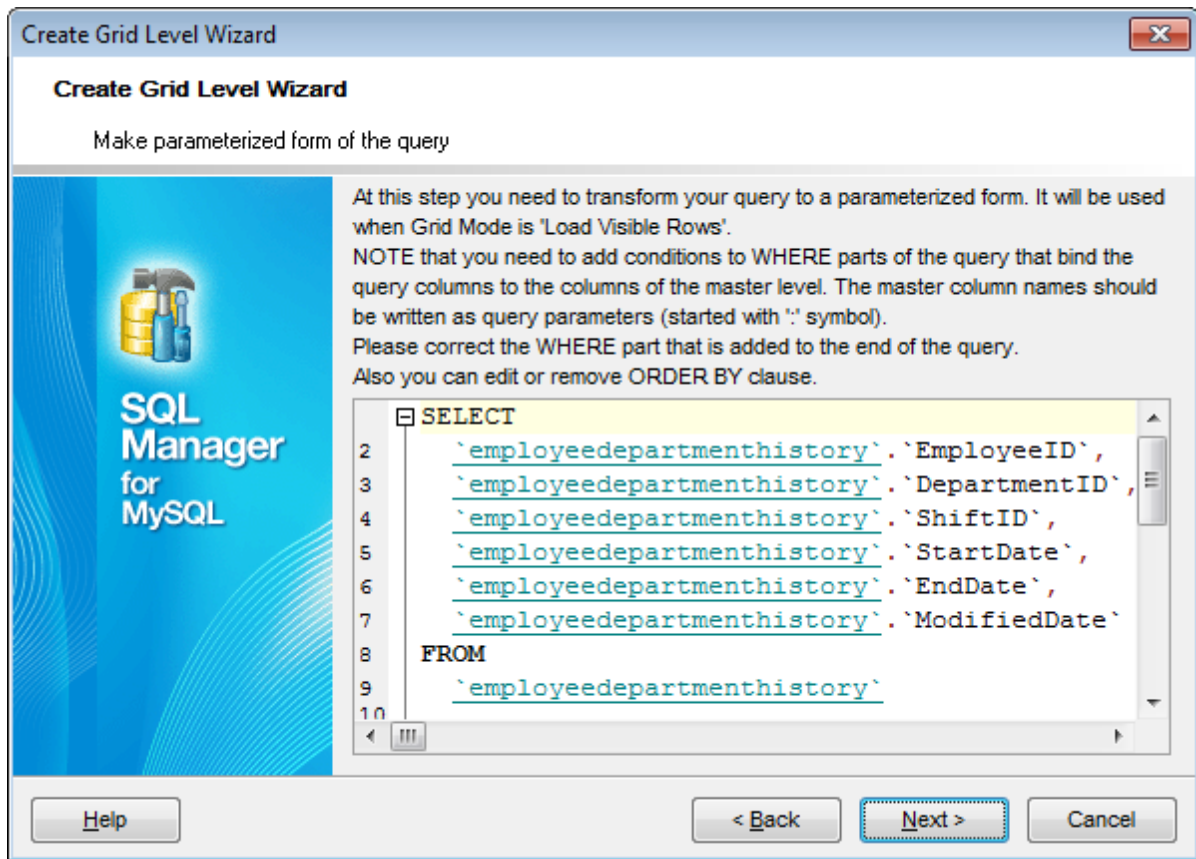 Create Grid Level Wizard
Create Grid Level Wizard
Make parameterized form of the query
At this step you need to transform your query to a parameterized form. It will be used
when Grid Mode is 'Load Visible Rows'.
NOTE that you need to add conditions to WHERE parts of the query that bind the
query columns to the columns of the master level. The master column names should
be written as query parameters (started with ':' symbol).
Please correct the WHERE part that is added to the end of the query.
Also you can edit or remove ORDER BY clause.
SQL
Manager
for
MySQL
SELECT
2 `employeedepartmenthistory`.`EmployeeID`,
3 `employeedepartmenthistory`.`DepartmentID`,
4 `employeedepartmenthistory`.`ShiftID`,
5 `employeedepartmenthistory`.`StartDate`,
6 `employeedepartmenthistory`.`EndDate`,
7 `employeedepartmenthistory`.`ModifiedDate`
8 FROM
9 `employeedepartmenthistory`
10
Help
< Back
Next >
Cancel